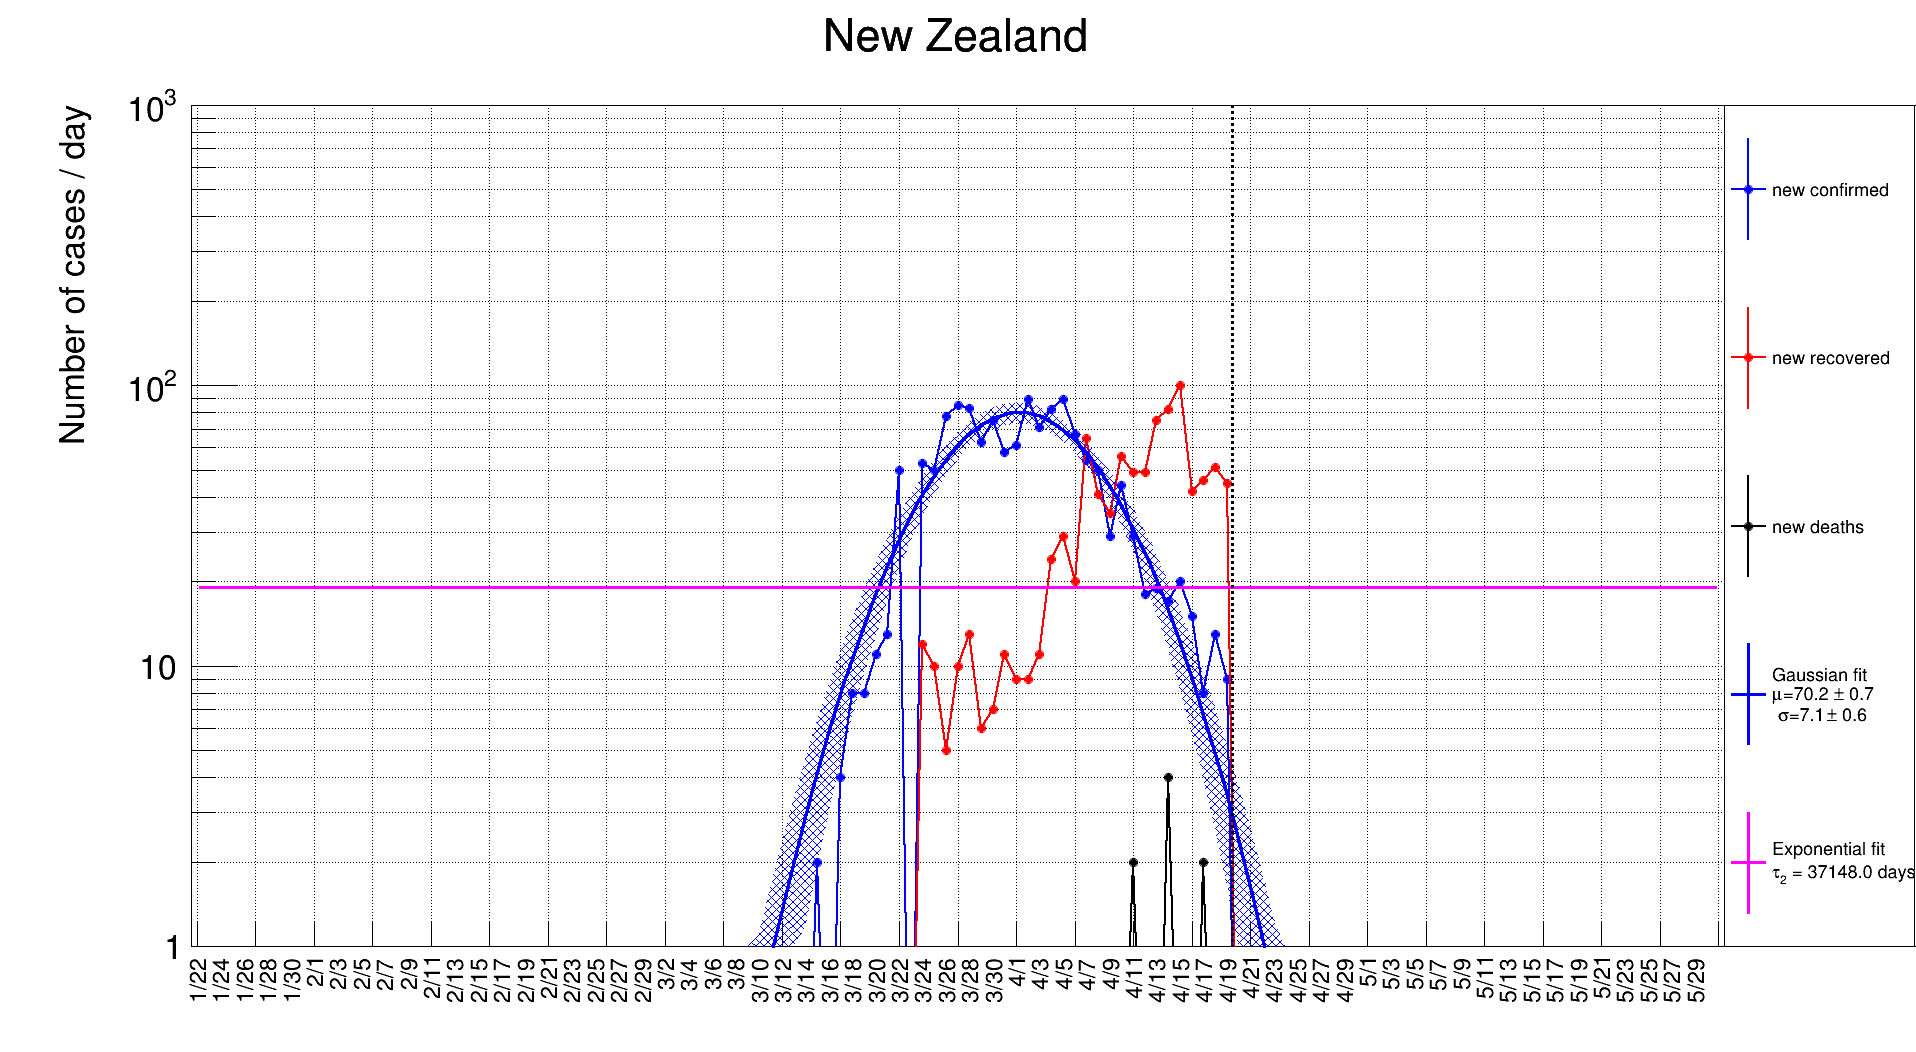 New Zealand
Number of cases / day
10³
10²
10
1
1/22 1/24 1/26 1/28 1/30 2/1 2/3 2/5 2/7 2/9 2/11 2/13 2/15 2/17 2/19 2/21 2/23 2/25 2/27 2/29 3/2 3/4 3/6 3/8 3/10 3/12 3/14 3/16 3/18 3/20 3/22 3/24 3/26 3/28 3/30 4/1 4/3 4/5 4/7 4/9 4/11 4/13 4/15 4/17 4/19 4/21 4/23 4/25 4/27 4/29 5/1 5/3 5/5 5/7 5/9 5/11 5/13 5/15 5/17 5/19 5/21 5/23 5/25 5/27 5/29
new confirmed
new recovered
new deaths
Gaussian fit
μ=70.2 ± 0.7
σ=7.1 ± 0.6
Exponential fit
τ₂ = 37148.0 days